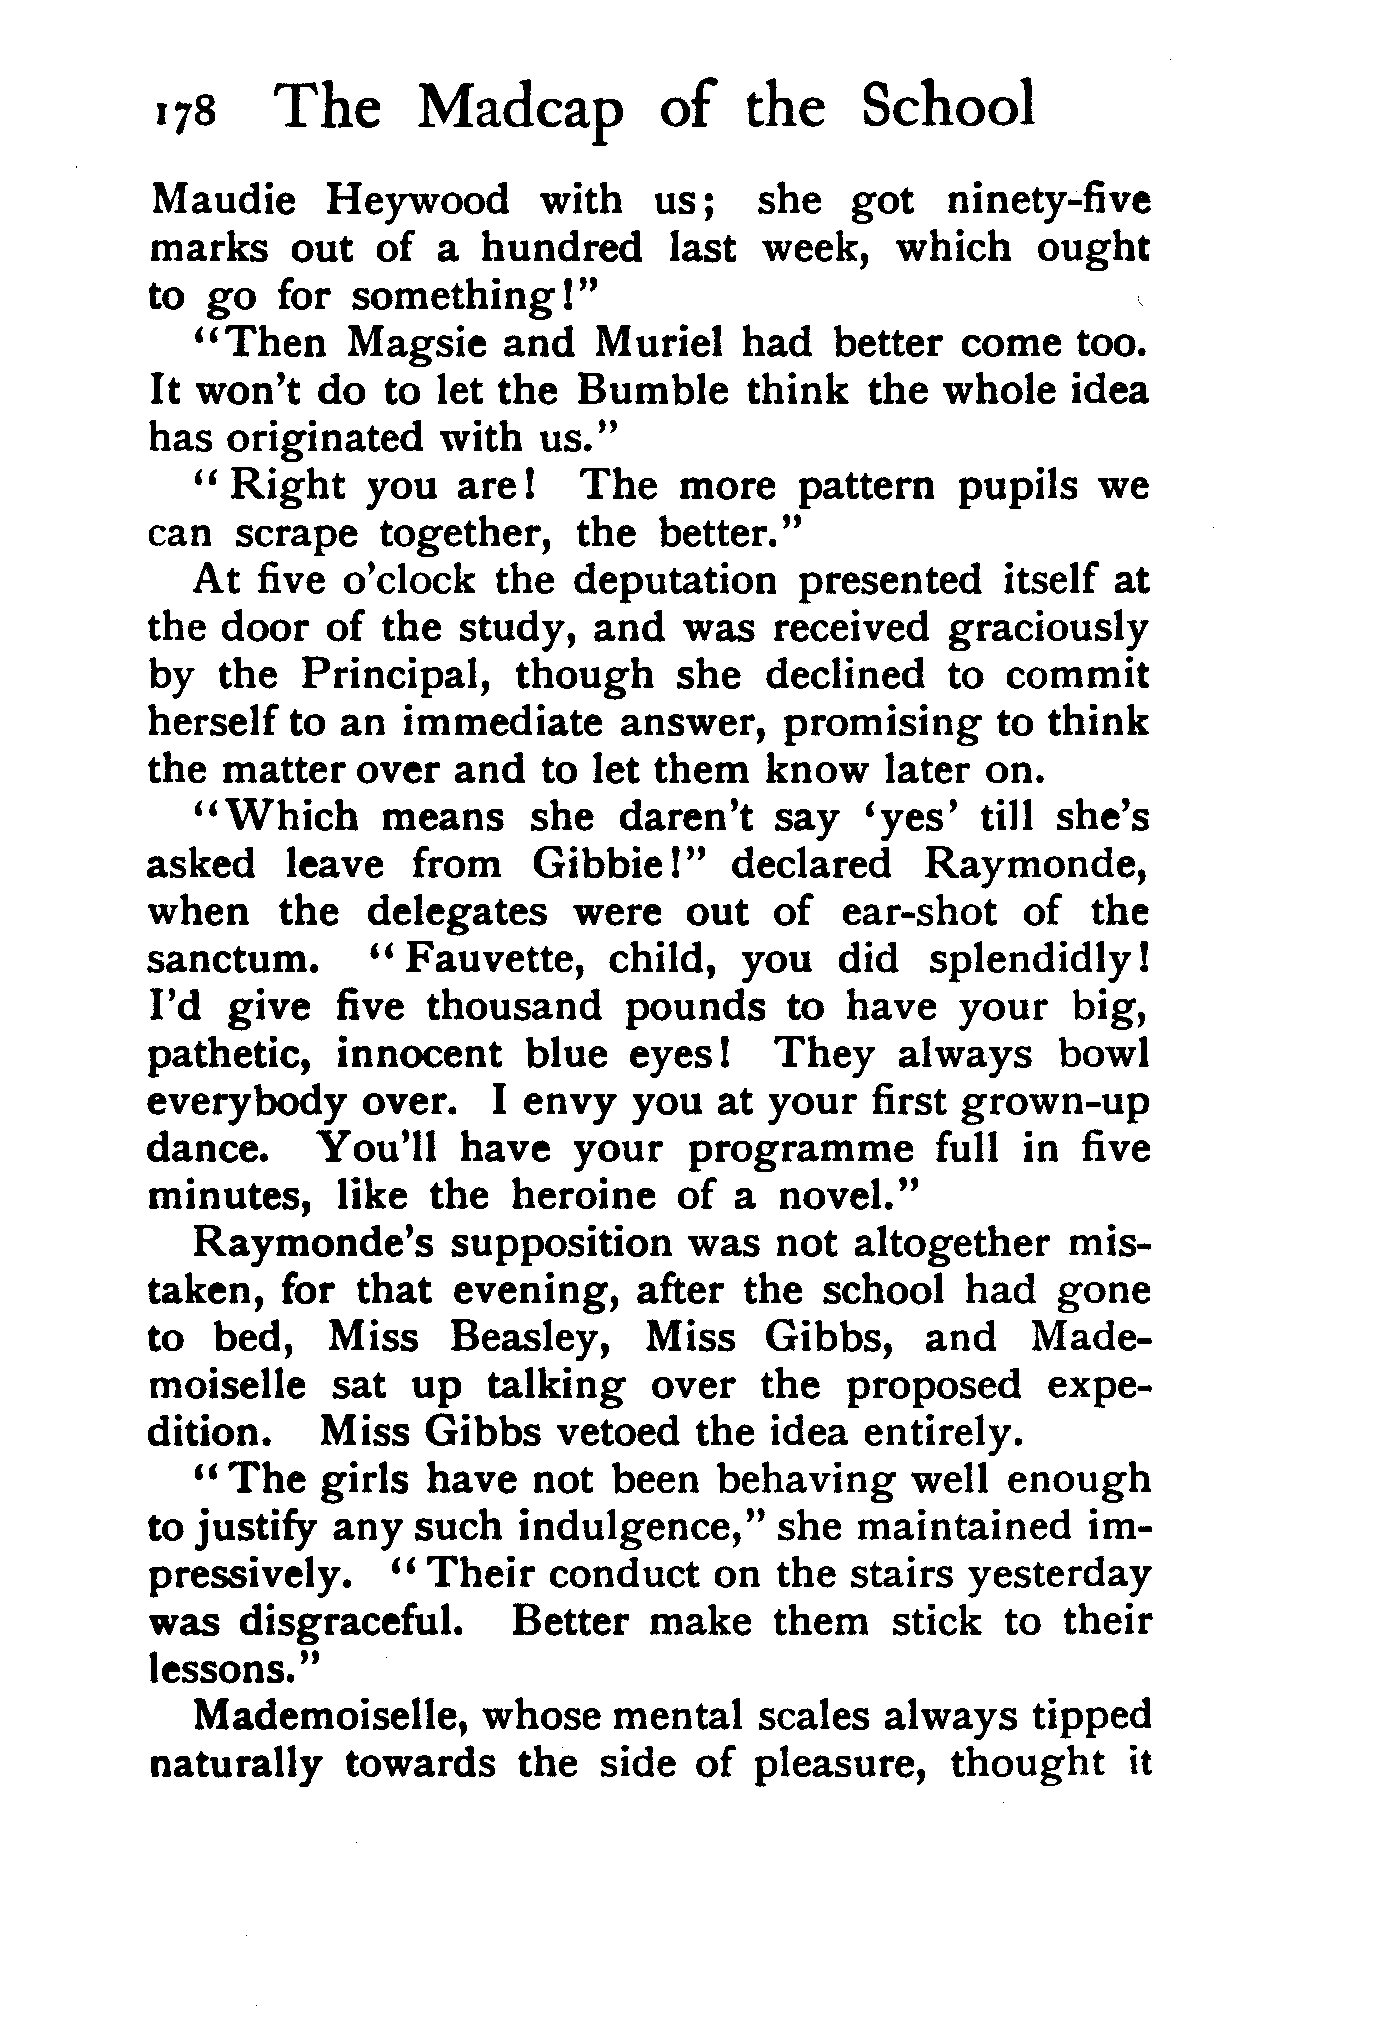 178 The Madcap of the School
Maudie Heywood with us; she got ninety-five
marks out of a hundred last week, which ought
to go for something!"
"Then Magsie and Muriel had better come too.
It won't do to let the Bumble think the whole idea
has originated with us."
"Right you are! The more pattern pupils we
can scrape together, the better."
At five o'clock the deputation presented itself at
the door of the study, and was received graciously
by the Principal, though she declined to commit
herself to an immediate answer, promising to think
the matter over and to let them know later on.
"Which means she daren't say 'yes' till she's
asked leave from Gibbie!" declared Raymonde,
when the delegates were out of ear-shot of the
sanctum. "Fauvette, child, you did splendidly!
I'd give five thousand pounds to have your big,
pathetic, innocent blue eyes! They always bowl
everybody over. I envy you at your first grown-up
dance. You'll have your programme full in five
minutes, like the heroine of a novel."
Raymonde's supposition was not altogether mis-
taken, for that evening, after the school had gone
to bed, Miss Beasley, Miss Gibbs, and Made-
moiselle sat up talking over the proposed expe-
dition. Miss Gibbs vetoed the idea entirely.
"The girls have not been behaving well enough
to justify any such indulgence," she maintained im-
pressively. "Their conduct on the stairs yesterday
was disgraceful. Better make them stick to their
lessons."
Mademoiselle, whose mental scales always tipped
naturally towards the side of pleasure, thought it